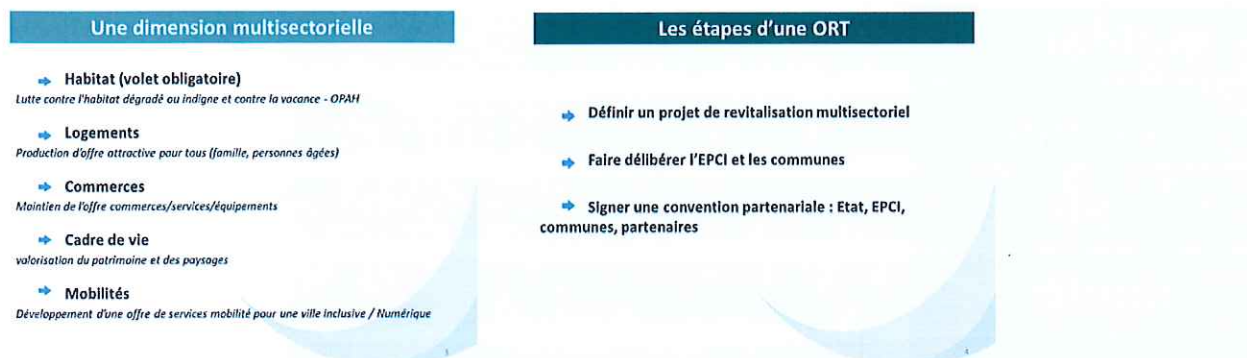 Une dimension multisectorielle
Habitat (volet obligatoire)
Lutte contre l'habitat dégradé ou indigne et contre la vacance - OPAH
Logements
Production d'offre attractive pour tous (famille, personnes âgées)
Commerces
Maintien de l'offre commerces/services/équipements
Cadre de vie
valorisation du patrimoine et des paysages
Mobilités
Développement d'une offre de services mobilité pour une ville inclusive / Numérique
Les étapes d'une ORT
Définir un projet de revitalisation multisectoriel
Faire délibérer l'EPCI et les communes
Signer une convention partenariale : Etat, EPCI,
communes, partenaires